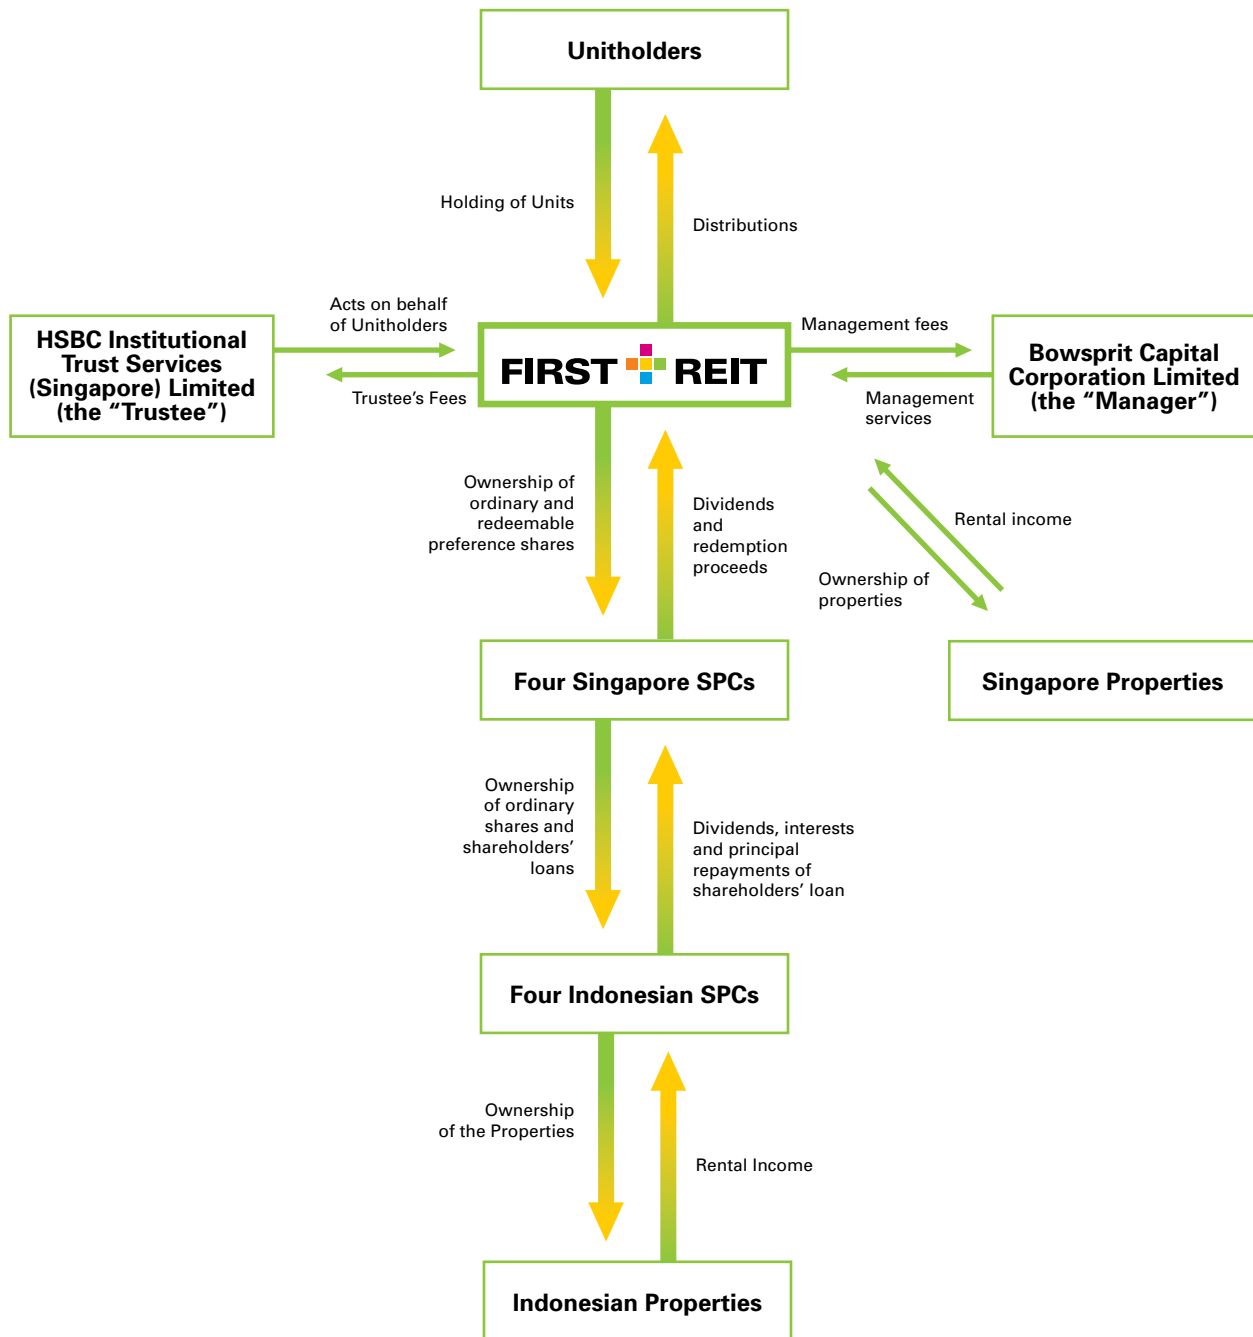 Unitholders
Holding of Units
Distributions
HSBC Institutional
Trust Services
(Singapore) Limited
(the “Trustee”)
Acts on behalf
of Unitholders
Trustee’s Fees
FIRST REIT
Management fees
Management
services
Bowsprit Capital
Corporation Limited
(the “Manager”)
Ownership of
ordinary and
redeemable
preference shares
Dividends
and
redemption
proceeds
Rental income
Ownership of
properties
Four Singapore SPCs
Singapore Properties
Ownership
of ordinary
shares and
shareholders’
loans
Dividends, interests
and principal
repayments of
shareholders’ loan
Four Indonesian SPCs
Ownership
of the Properties
Rental Income
Indonesian Properties